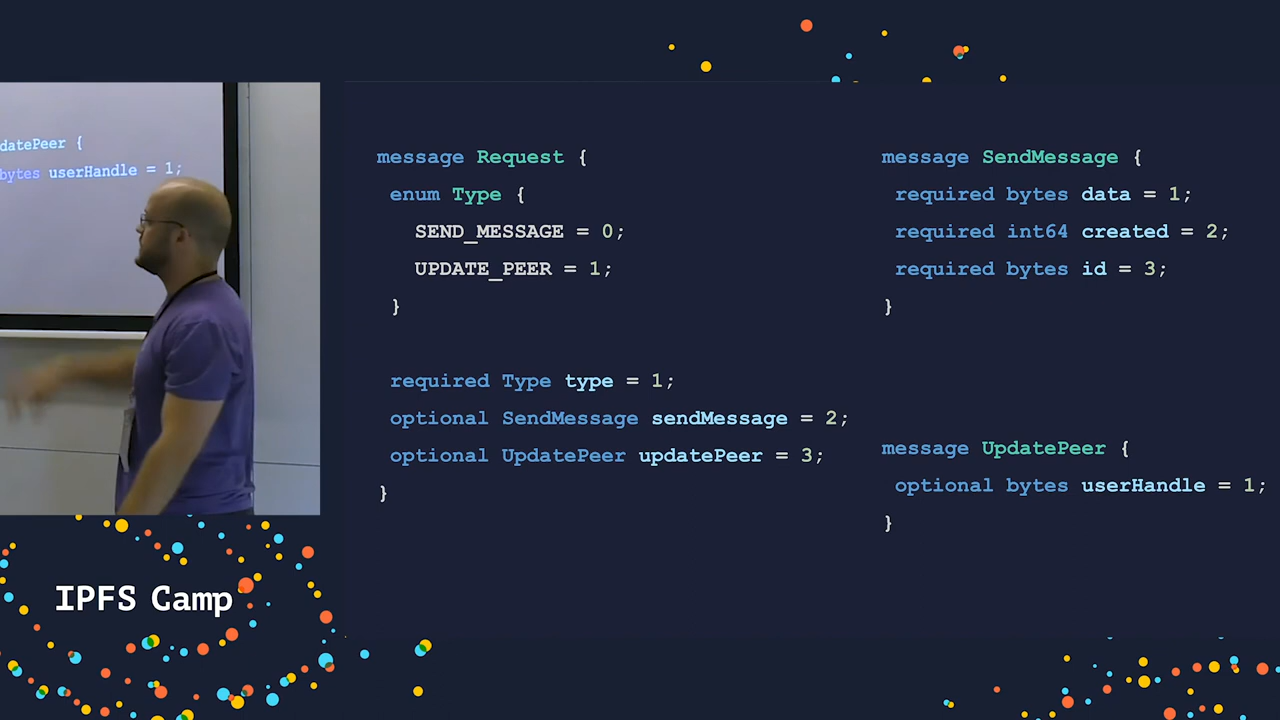 datePeer {
bytes userHandle = 1;
message Request {
enum Type {
SEND_MESSAGE = 0;
UPDATE_PEER = 1;
}
required Type type = 1;
optional SendMessage sendMessage = 2;
optional UpdatePeer updatePeer = 3;
}
message SendMessage {
required bytes data = 1;
required int64 created = 2;
required bytes id = 3;
}
message UpdatePeer {
optional bytes userHandle = 1;
}
IPFS Camp